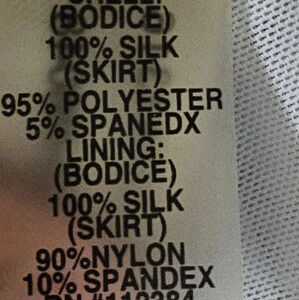 (BODICE)
100% SILK
(SKIRT)
95% POLYESTER
5% SPANEDX
LINING:
(BODICE)
100% SILK
(SKIRT)
90%NYLON
10% SPANDEX